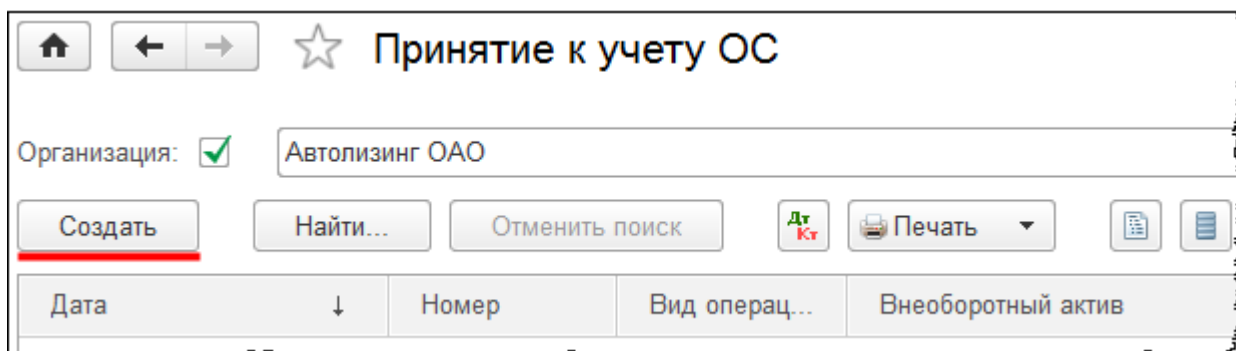 Принятие к учету ОС
Организация: Автолизинг ОАО
Создать Найти... Отменить поиск Дт Кт Печать
Дата ↓ Номер Вид операц... Внеоборотный актив